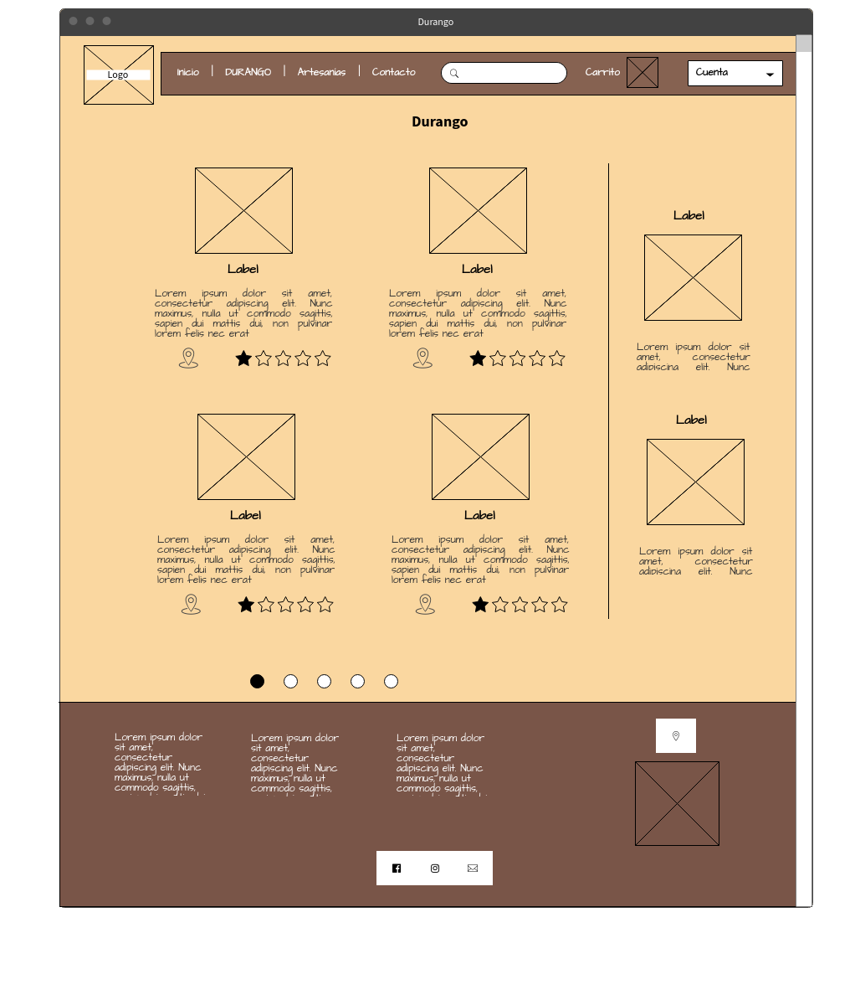 Durango
Logo
Inicio
DURANGO
Artesanias
Contacto
Carrito
Cuenta
Durango
Label
Lorem ipsum dolor sit amet,
consectetur adipiscing elit. Nunc
maximus, nulla ut commodo sagittis,
sapien dui mattis dui, non pulvinar
lorem felis nec erat
Label
Lorem ipsum dolor sit amet,
consectetur adipiscing elit. Nunc
maximus, nulla ut commodo sagittis,
sapien dui mattis dui, non pulvinar
lorem felis nec erat
Label
Lorem ipsum dolor sit
amet, consectetur
adipiscing elit. Nunc
Label
Lorem ipsum dolor sit amet,
consectetur adipiscing elit. Nunc
maximus, nulla ut commodo sagittis,
sapien dui mattis dui, non pulvinar
lorem felis nec erat
Label
Lorem ipsum dolor sit amet,
consectetur adipiscing elit. Nunc
maximus, nulla ut commodo sagittis,
sapien dui mattis dui, non pulvinar
lorem felis nec erat
Label
Lorem ipsum dolor sit
amet, consectetur
adipiscing elit. Nunc
Lorem ipsum dolor
sit amet,
consectetur
adipiscing elit. Nunc
maximus, nulla ut
commodo sagittis,
Lorem ipsum dolor
sit amet,
consectetur
adipiscing elit. Nunc
maximus, nulla ut
commodo sagittis,
Lorem ipsum dolor
sit amet,
consectetur
adipiscing elit. Nunc
maximus, nulla ut
commodo sagittis,